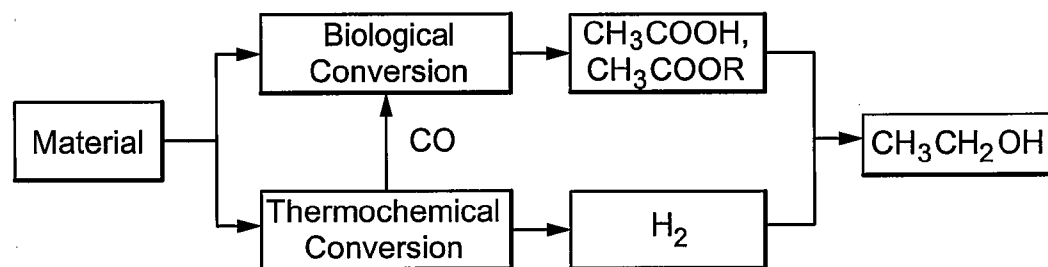 Biological
Conversion
CH3COOH,
CH3COOR
Material
CO
CH3CH2OH
Thermochemical
Conversion
H2